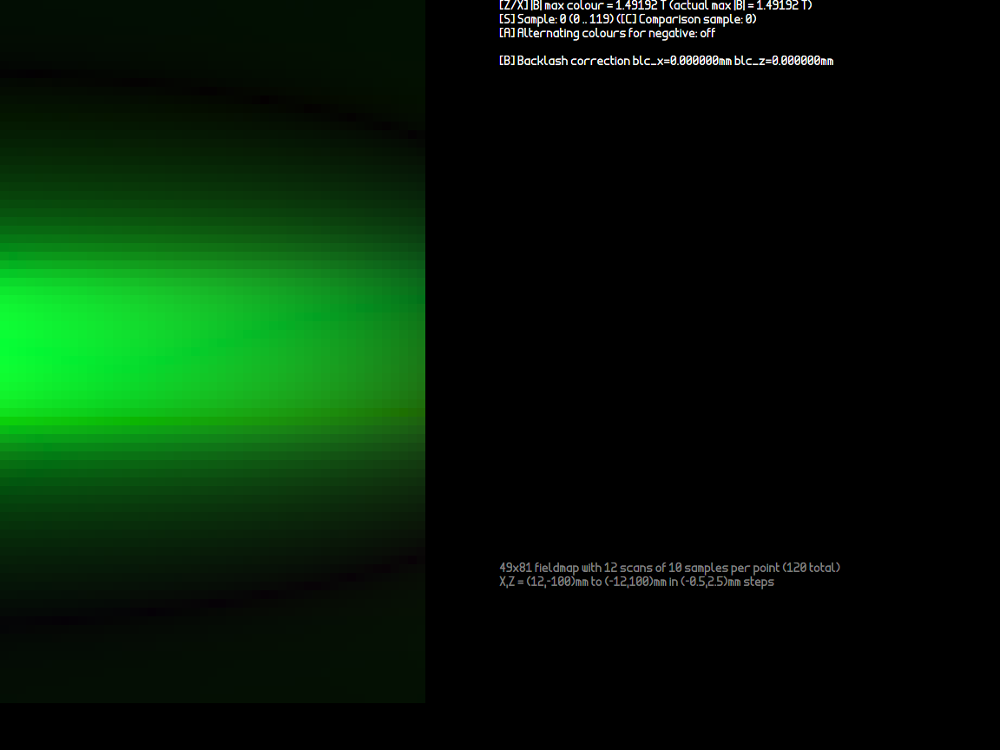 [Z/X] |B| max colour = 1.49192 T (actual max |B| = 1.49192 T)
[S] Sample: 0 (0 .. 119) ([C] Comparison sample: 0)
[A] Alternating colours for negative: off
[B] Backlash correction blc_x=0.000000mm blc_z=0.000000mm
49x81 fieldmap with 12 scans of 10 samples per point (120 total)
X,Z = (12,-100)mm to (-12,100)mm in (-0.5,2.5)mm steps